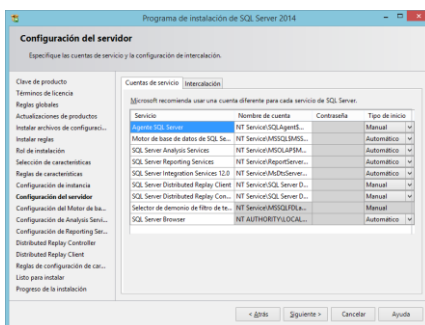 Programa de instalación de SQL Server 2014
Configuración del servidor
Especifique las cuentas de servicio y la configuración de intercalación.
Clave de producto
Términos de licencia
Reglas globales
Actualizaciones de productos
Instalar archivos de configuraci...
Instalar reglas
Rol de instalación
Selección de características
Reglas de características
Configuración de instancia
Configuración del servidor
Configuración del Motor de ba...
Configuración de Analysis Servi...
Configuración de Reporting Ser...
Distributed Replay Controller
Distributed Replay Client
Reglas de configuración de car...
Listo para instalar
Progreso de la instalación
Cuentas de servicio Intercalación
Microsoft recomienda usar una cuenta diferente para cada servicio de SQL Server.
Servicio Nombre de cuenta Contraseña Tipo de inicio
Agente SQL Server NT Service\SQLAgent$... Manual
Motor de base de datos de SQL Se... NT Service\MSSQL$MSS... Automático
SQL Server Analysis Services NT Service\MSOLAP$M... Automático
SQL Server Reporting Services NT Service\ReportServer... Automático
SQL Server Integration Services 12.0 NT Service\MsDtsServer... Automático
SQL Server Distributed Replay Client NT Service\SQL Server D... Manual
SQL Server Distributed Replay Con... NT Service\SQL Server D... Manual
Selector de demonio de filtro de te... NT Service\MSSQLFDLa... Manual
SQL Server Browser NT AUTHORITY\LOCAL... Automático
< Atrás Siguiente > Cancelar Ayuda